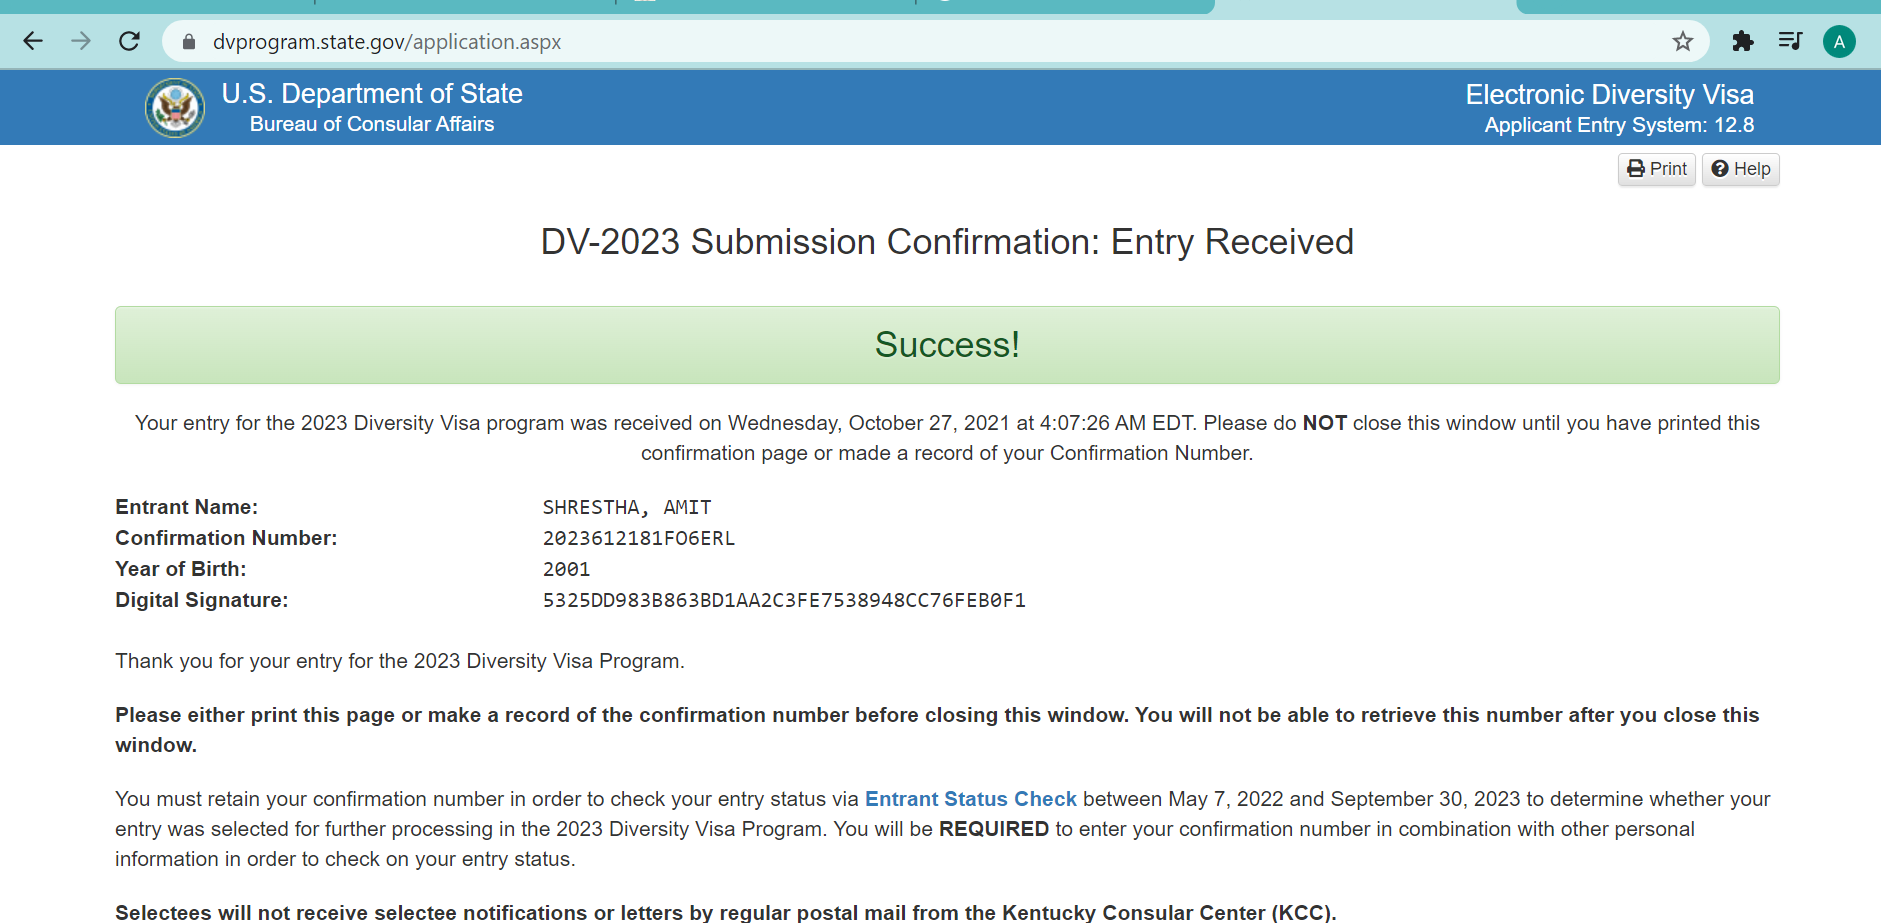 dvprogram.state.gov/application.aspx
A
U.S. Department of State
Bureau of Consular Affairs
Electronic Diversity Visa
Applicant Entry System: 12.8
Print
Help
DV-2023 Submission Confirmation: Entry Received
Success!
Your entry for the 2023 Diversity Visa program was received on Wednesday, October 27, 2021 at 4:07:26 AM EDT. Please do NOT close this window until you have printed this
confirmation page or made a record of your Confirmation Number.
Entrant Name: SHRESTHA, AMIT
Confirmation Number: 2023612181FO6ERL
Year of Birth: 2001
Digital Signature: 5325DD983B863BD1AA2C3FE7538948CC76FEB0F1
Thank you for your entry for the 2023 Diversity Visa Program.
Please either print this page or make a record of the confirmation number before closing this window. You will not be able to retrieve this number after you close this
window.
You must retain your confirmation number in order to check your entry status via Entrant Status Check between May 7, 2022 and September 30, 2023 to determine whether your
entry was selected for further processing in the 2023 Diversity Visa Program. You will be REQUIRED to enter your confirmation number in combination with other personal
information in order to check on your entry status.
Selectees will not receive selectee notifications or letters by regular postal mail from the Kentucky Consular Center (KCC).